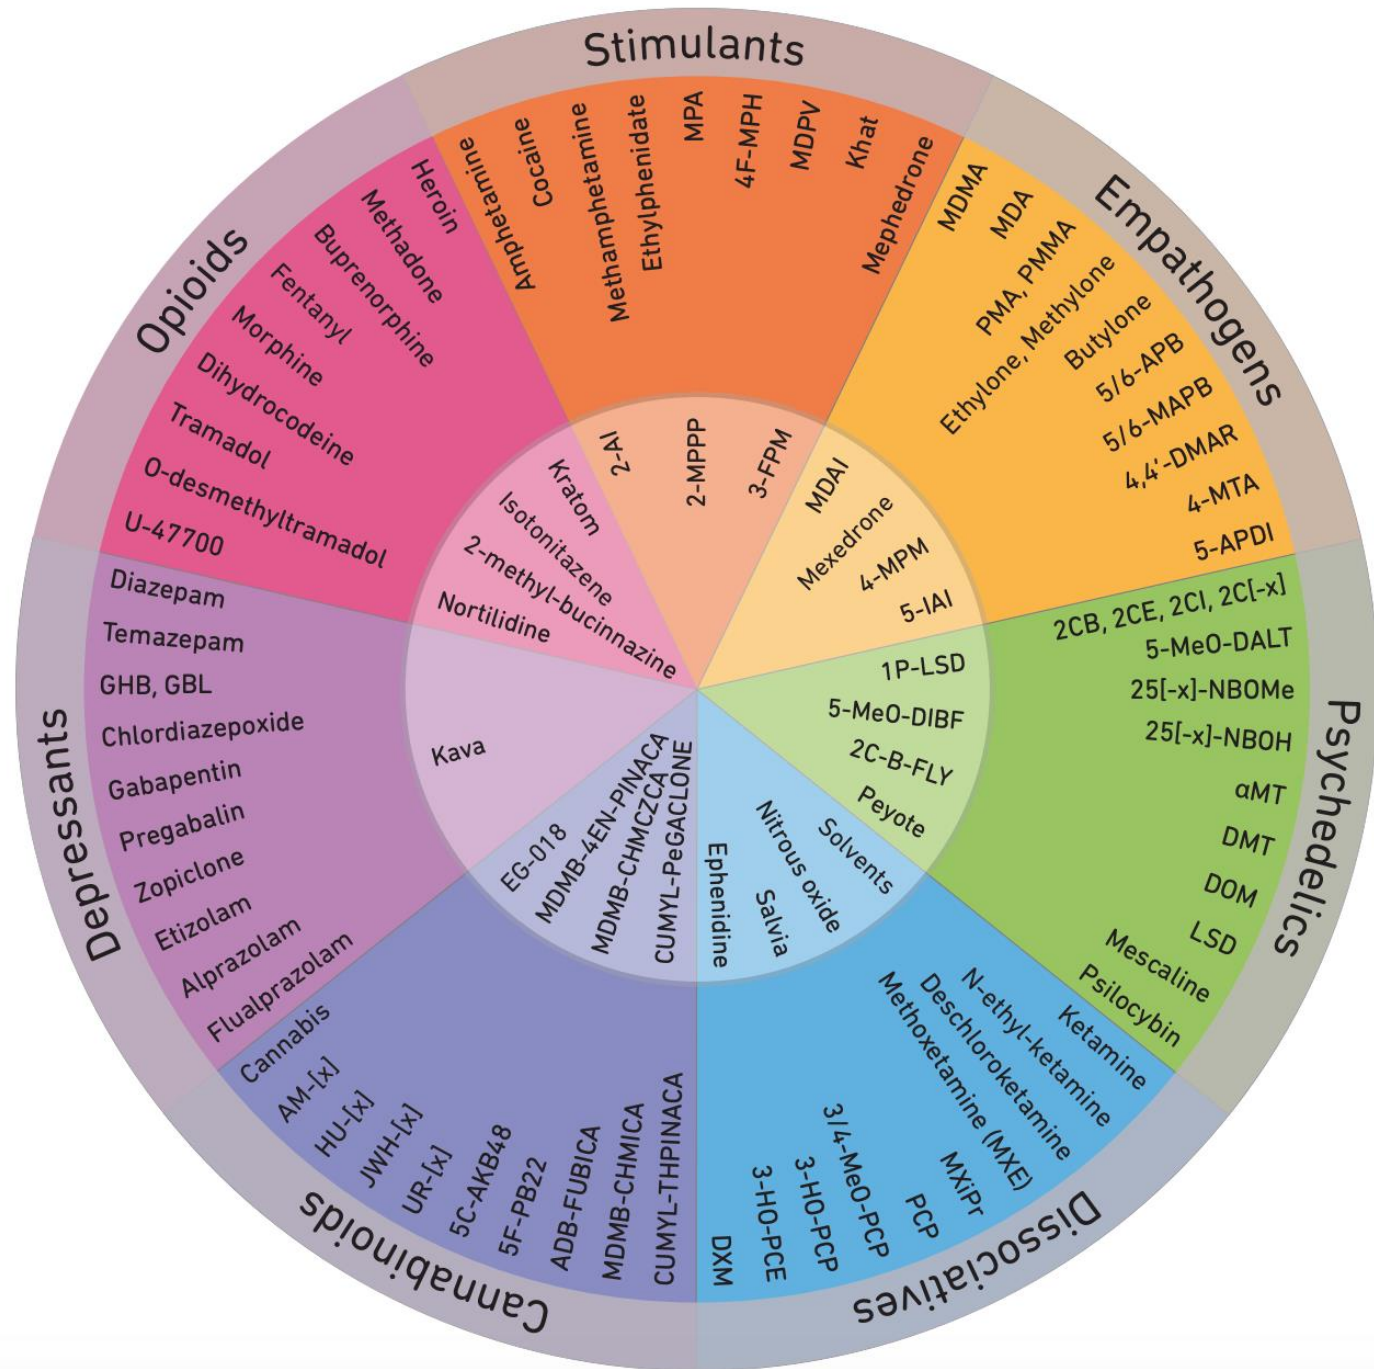 Stimulants
Amphetamine
Cocaine
Methamphetamine
Ethylphenidate
MPA
4F-MPH
MDPV
Khat
Mephedrone
2-AI
2-MPPP
3-FPM
Empathogens
MDMA
MDA
PMA, PMMA
Ethylone, Methylone
Butylone
5/6-APB
5/6-MAPB
4,4'-DMAR
4-MTA
5-APDI
MDAI
Mexedrone
4-MPM
5-IAI
Psychedelics
2CB, 2CE, 2CI, 2C[-x]
5-MeO-DALT
25[-x]-NBOMe
25[-x]-NBOH
αMT
DMT
DOM
LSD
Mescaline
Psilocybin
1P-LSD
5-MeO-DIBF
2C-B-FLY
Peyote
Dissociatives
Ketamine
N-ethyl-ketamine
Deschloroketamine
Methoxetamine (MXE)
MXiPr
PCP
3/4-MeO-PCP
3-HO-PCP
3-HO-PCE
DXM
Solvents
Nitrous oxide
Salvia
Ephenidine
Cannabinoids
CUMYL-THPINACA
MDMB-CHMICA
ADB-FUBICA
5F-PB22
5C-AKB48
UR-[x]
JWH-[x]
HU-[x]
AM-[x]
Cannabis
CUMYL-PeGACLONE
MDMB-CHMCZCA
MDMB-4EN-PINACA
EG-018
Depressants
Flualprazolam
Alprazolam
Etizolam
Zopiclone
Pregabalin
Gabapentin
Chlordiazepoxide
GHB, GBL
Temazepam
Diazepam
Kava
Opioids
U-47700
O-desmethyltramadol
Tramadol
Dihydrocodeine
Morphine
Fentanyl
Buprenorphine
Methadone
Heroin
Nortilidine
2-methyl-bucinnazine
Isotonitazene
Kratom